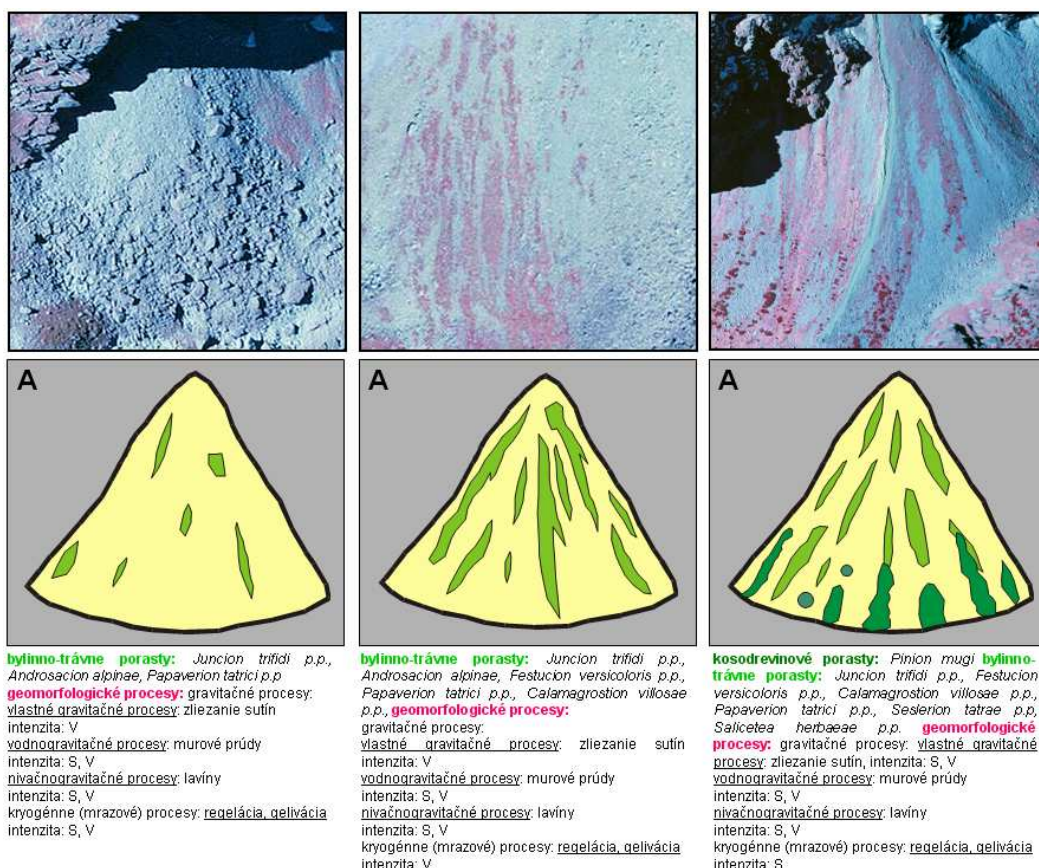 A
bylinno-trávne porasty: Juncion trifidi p.p.,
Androsacion alpinae, Papaverion tatrici p.p
geomorfologické procesy: gravitačné procesy:
vlastné gravitačné procesy: zliezanie sutín
intenzita: V
vodnogravitačné procesy: murové prúdy
intenzita: S, V
nivačnogravitačné procesy: lavíny
intenzita: S, V
kryogénne (mrazové) procesy: regelácia, gelivácia
intenzita: S, V
A
bylinno-trávne porasty: Juncion trifidi p.p.,
Androsacion alpinae, Festucion versicoloris p.p.,
Papaverion tatrici p.p., Calamagrostion villosae
p.p., geomorfologické procesy:
gravitačné procesy:
vlastné gravitačné procesy: zliezanie sutín
intenzita: V
vodnogravitačné procesy: murové prúdy
intenzita: S, V
nivačnogravitačné procesy: lavíny
intenzita: S, V
kryogénne (mrazové) procesy: regelácia, gelivácia
intenzita: V
A
kosodrevinové porasty: Pinion mugi bylinno-
trávne porasty: Juncion trifidi p.p., Festucion
versicoloris p.p., Calamagrostion villosae p.p.,
Papaverion tatrici p.p., Seslerion tatrae p.p,
Salicetea herbaeae p.p. geomorfologické
procesy: gravitačné procesy: vlastné gravitačné
procesy: zliezanie sutín, intenzita: S, V
vodnogravitačné procesy: murové prúdy
intenzita: S, V
nivačnogravitačné procesy: lavíny
intenzita: S, V
kryogénne (mrazové) procesy: regelácia, gelivácia
intenzita: S